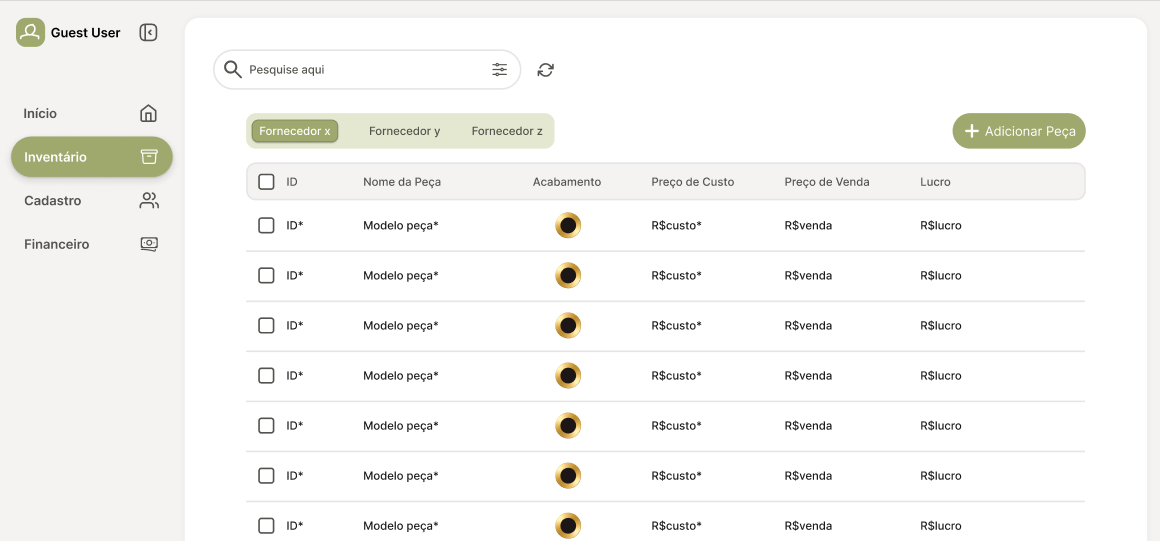 Guest User
Início
Inventário
Cadastro
Financeiro
Pesquise aqui
Fornecedor x Fornecedor y Fornecedor z
Adicionar Peça
ID Nome da Peça Acabamento Preço de Custo Preço de Venda Lucro
ID* Modelo peça* R$custo* R$venda R$lucro
ID* Modelo peça* R$custo* R$venda R$lucro
ID* Modelo peça* R$custo* R$venda R$lucro
ID* Modelo peça* R$custo* R$venda R$lucro
ID* Modelo peça* R$custo* R$venda R$lucro
ID* Modelo peça* R$custo* R$venda R$lucro
ID* Modelo peça* R$custo* R$venda R$lucro